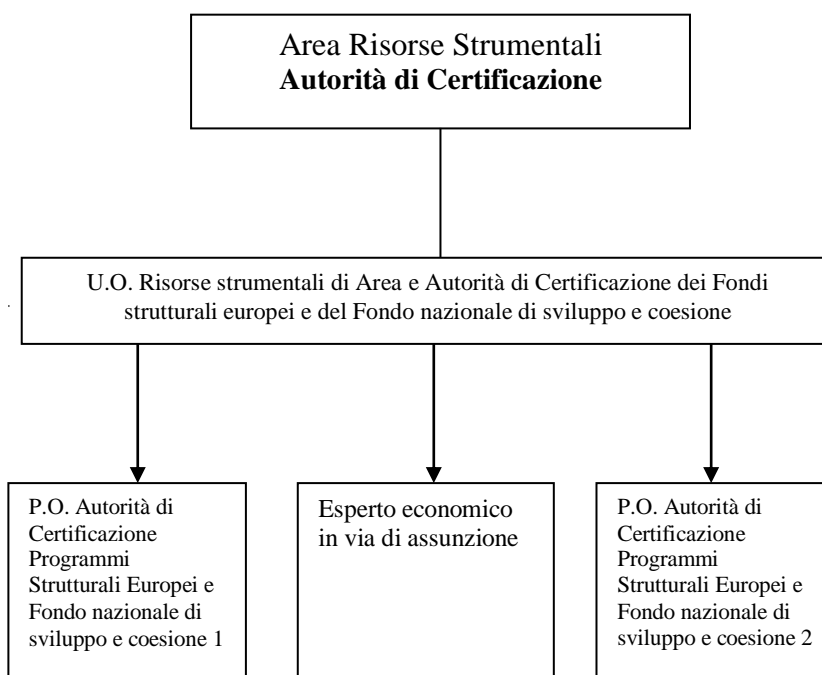 Area Risorse Strumentali
Autorità di Certificazione
U.O. Risorse strumentali di Area e Autorità di Certificazione dei Fondi
strutturali europei e del Fondo nazionale di sviluppo e coesione
P.O. Autorità di
Certificazione
Programmi
Strutturali Europei e
Fondo nazionale di
sviluppo e coesione 1
Esperto economico
in via di assunzione
P.O. Autorità di
Certificazione
Programmi
Strutturali Europei e
Fondo nazionale di
sviluppo e coesione 2